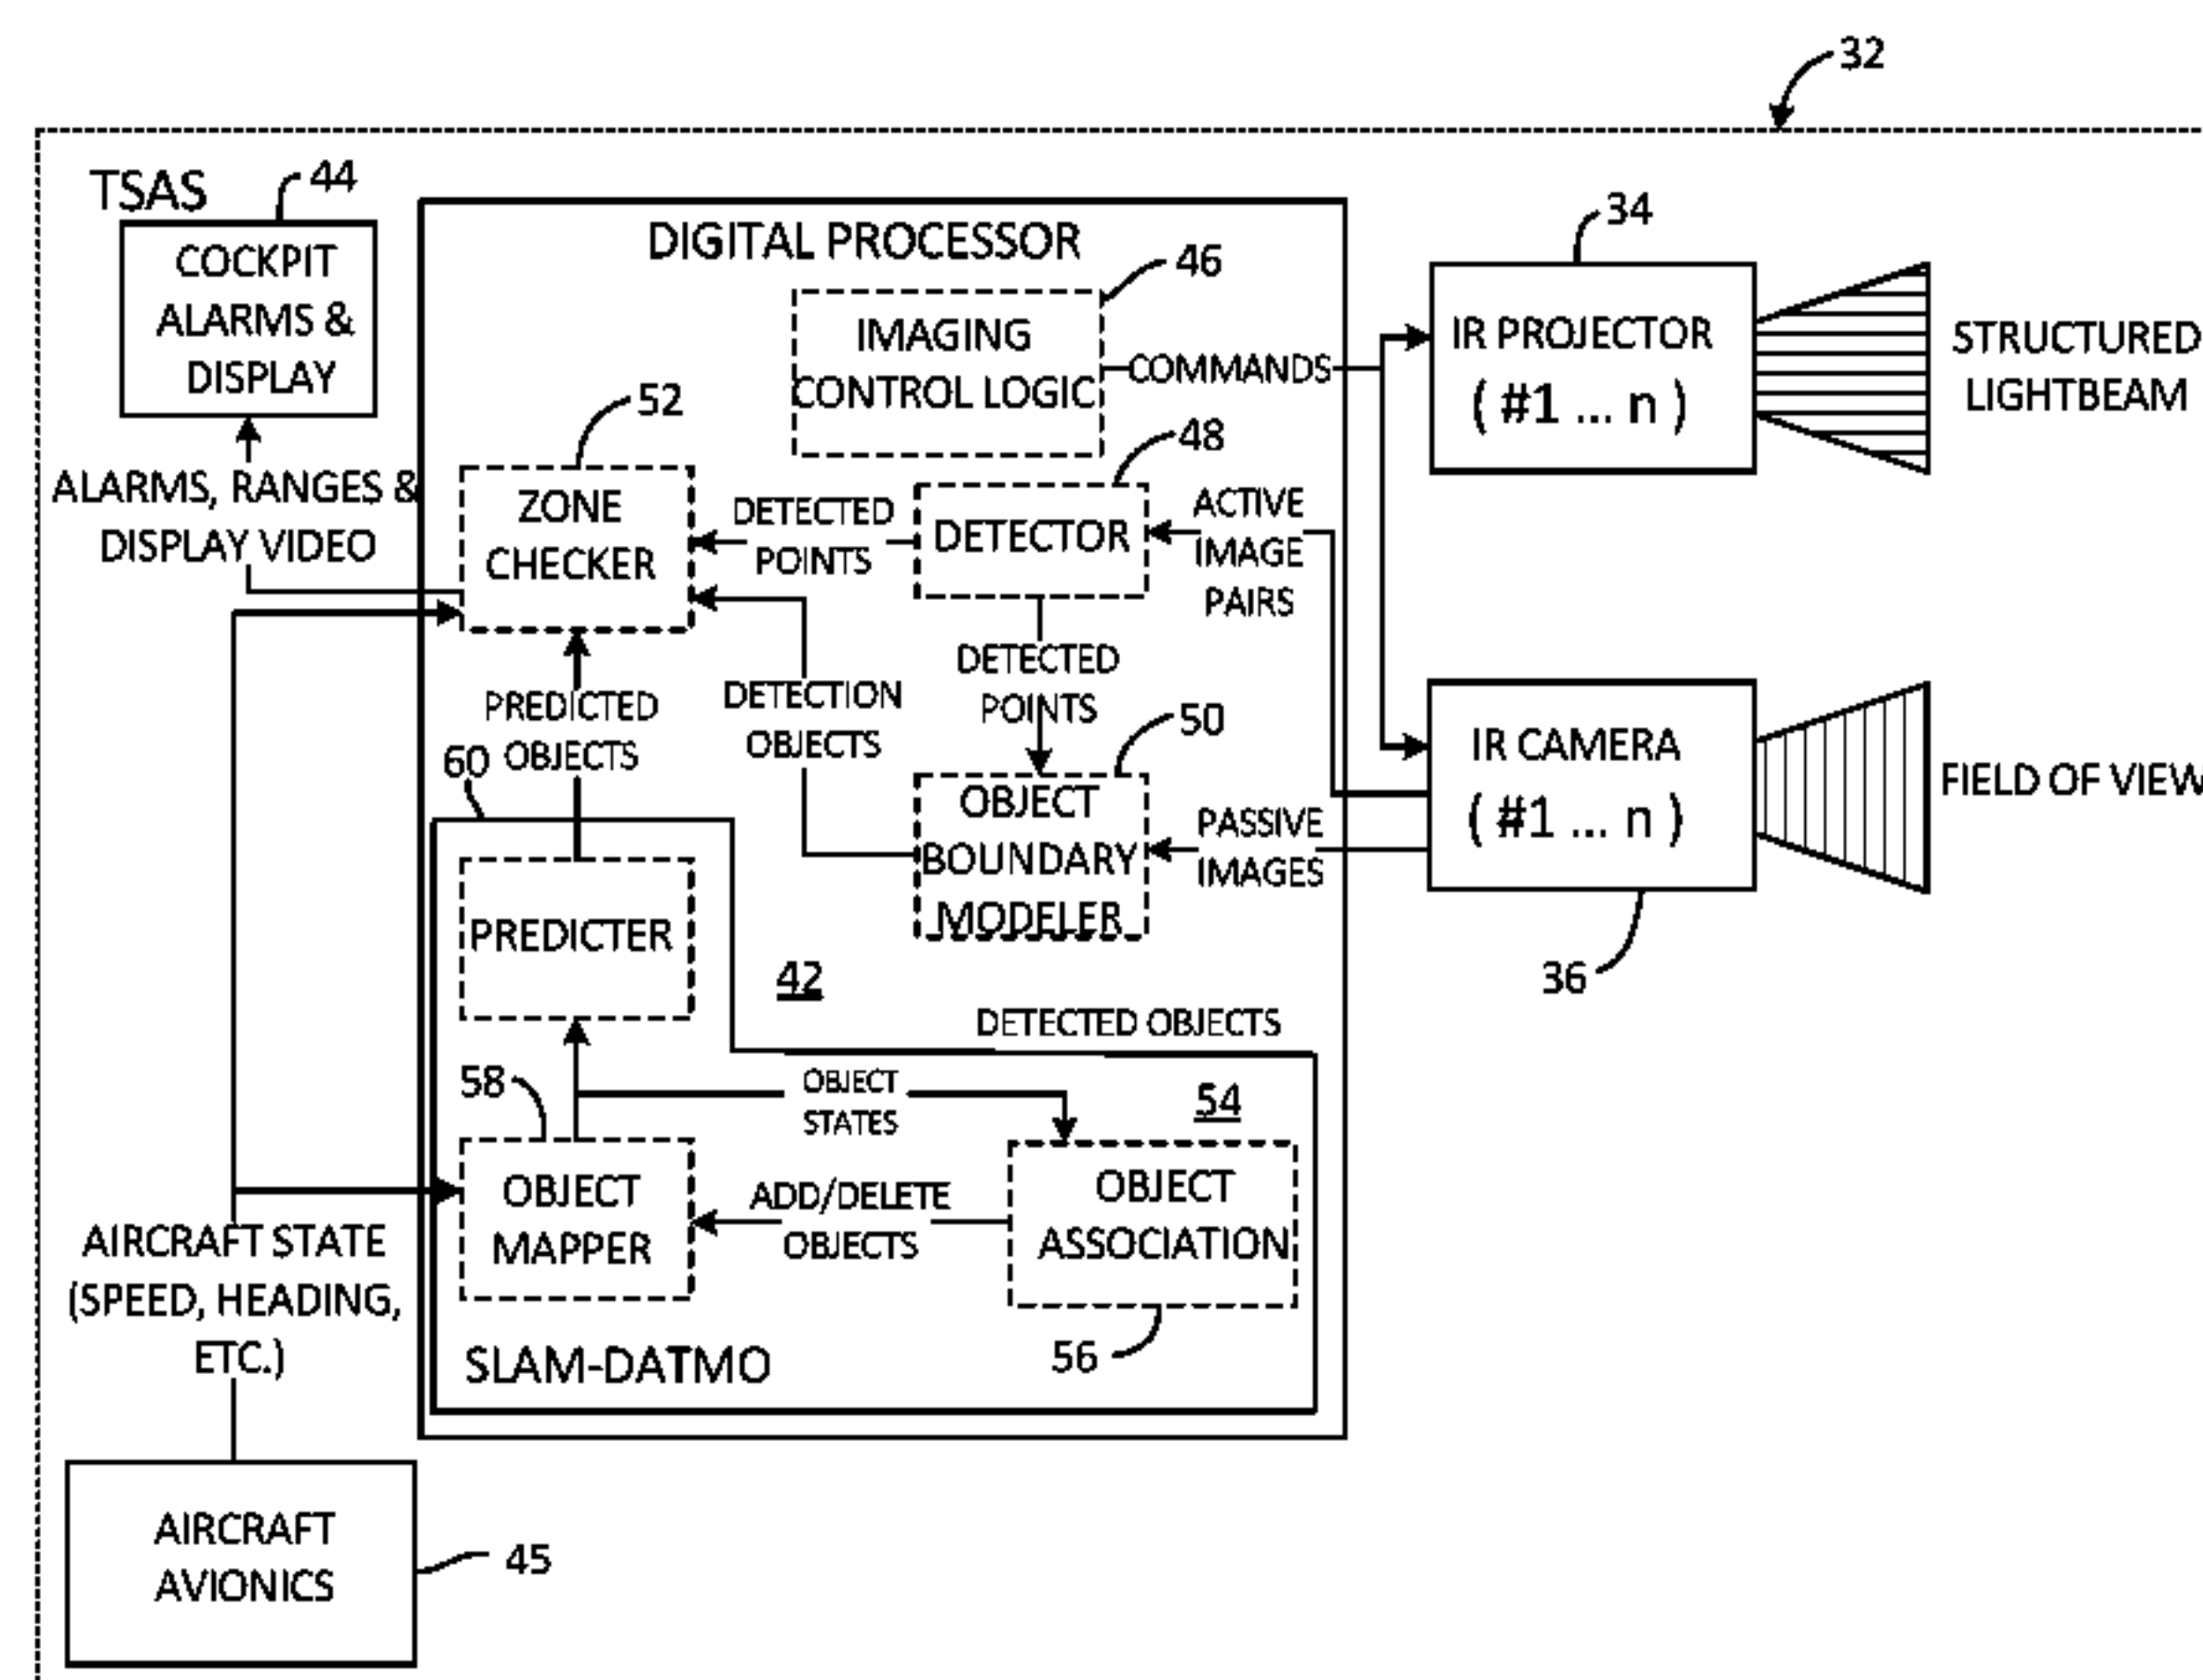 32
TSAS
44
COCKPIT
ALARMS &
DISPLAY
ALARMS, RANGES &
DISPLAY VIDEO
DIGITAL PROCESSOR
46
IMAGING
CONTROL LOGIC
COMMANDS
34
IR PROJECTOR
( #1 ... n )
STRUCTURED
LIGHTBEAM
52
ZONE
CHECKER
DETECTED
POINTS
48
DETECTOR
ACTIVE
IMAGE
PAIRS
DETECTED
POINTS
PREDICTED
OBJECTS
DETECTION
OBJECTS
50
OBJECT
BOUNDARY
MODELER
PASSIVE
IMAGES
IR CAMERA
( #1 ... n )
FIELD OF VIEW
36
60
PREDICTER
42
DETECTED OBJECTS
58
OBJECT
STATES
54
OBJECT
MAPPER
ADD/DELETE
OBJECTS
OBJECT
ASSOCIATION
56
SLAM-DATMO
AIRCRAFT STATE
(SPEED, HEADING,
ETC.)
AIRCRAFT
AVIONICS
45